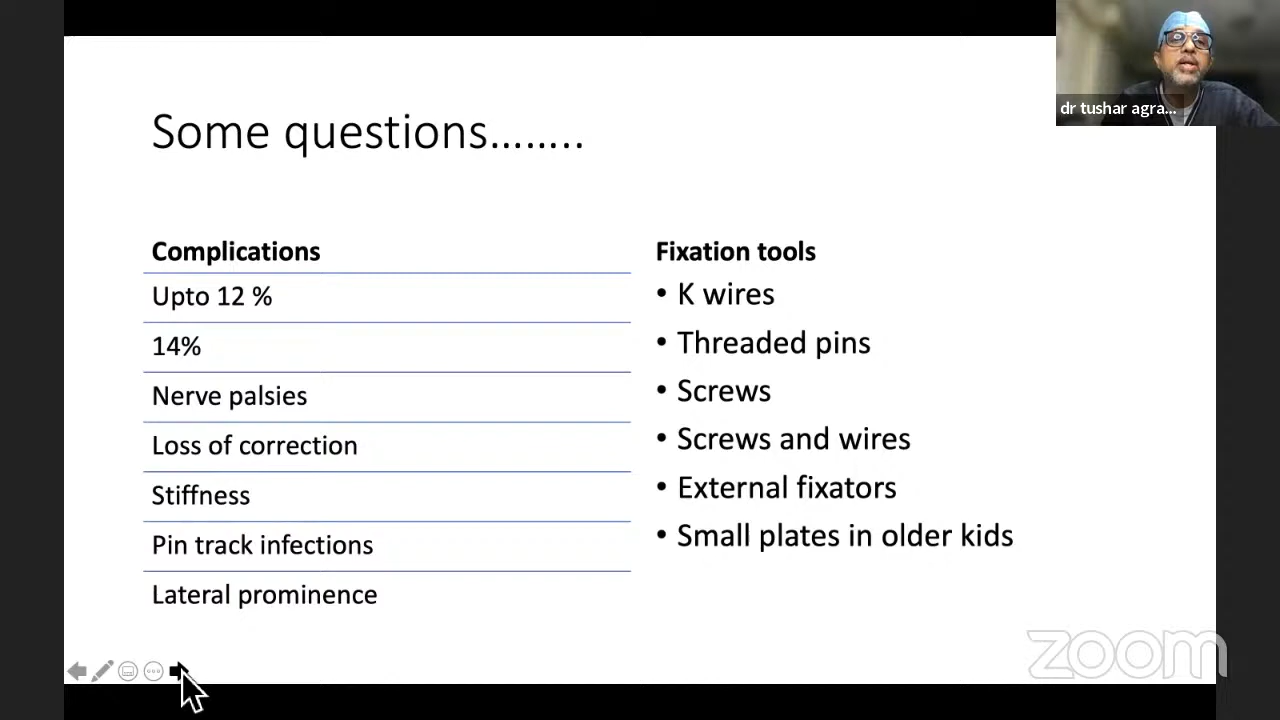 dr tushar agra...
Some questions........
Complications
Upto 12 %
14%
Nerve palsies
Loss of correction
Stiffness
Pin track infections
Lateral prominence
Fixation tools
• K wires
• Threaded pins
• Screws
• Screws and wires
• External fixators
• Small plates in older kids
zoom